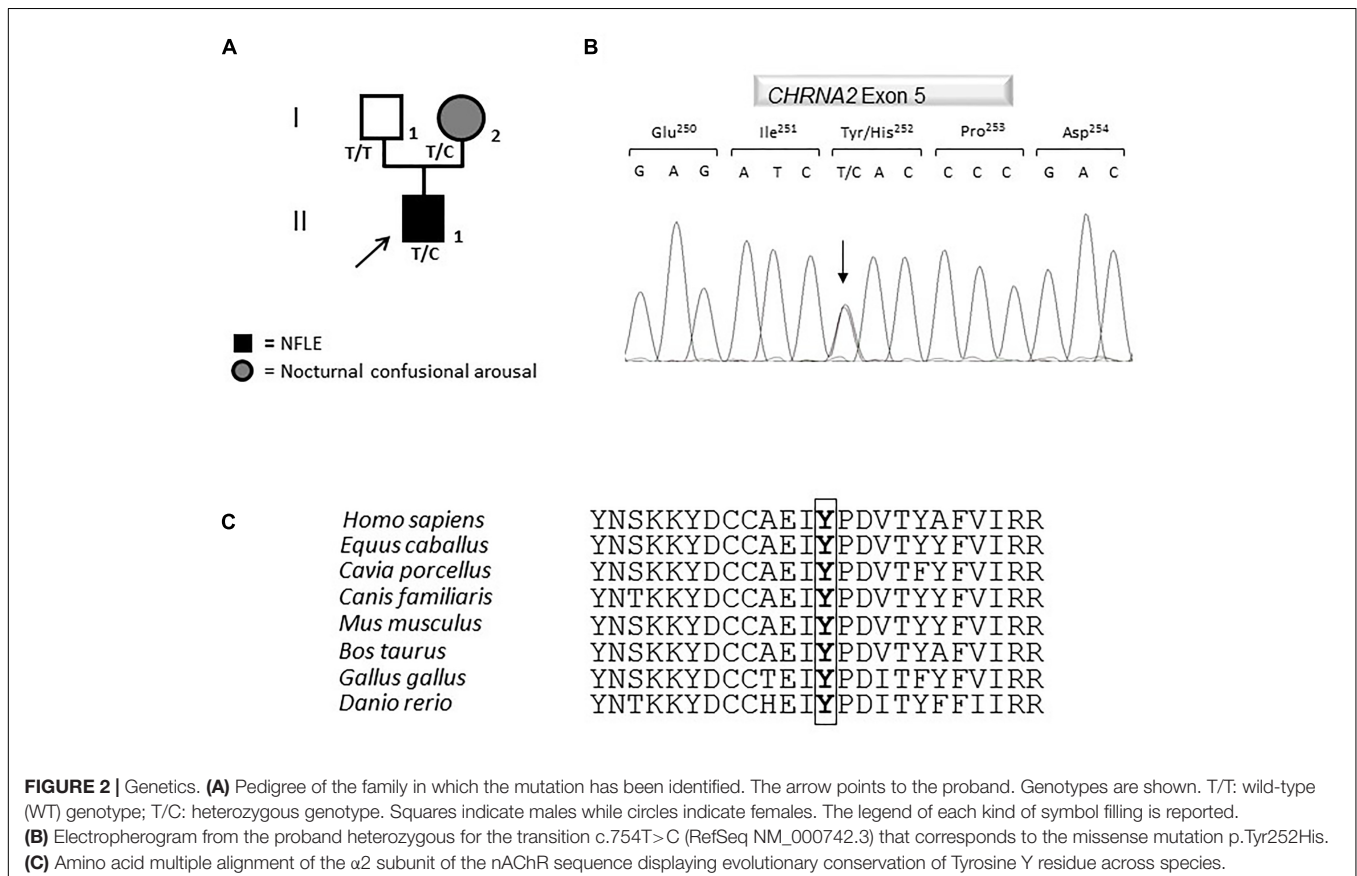 A
I
1
2
T/T
T/C
II
1
T/C
= NFLE
= Nocturnal confusional arousal
B
CHRNA2 Exon 5
Glu250 Ile251 Tyr/His252 Pro253 Asp254
G A G A T C T/C A C C C C G A C
C
Homo sapiens YNSKKYDCCAEIYPDVTYAFVIRR
Equus caballus YNSKKYDCCAEIYPDVTYYFVIRR
Cavia porcellus YNSKKYDCCAEIYPDVTFYFVIRR
Canis familiaris YNTKKYDCCAEIYPDVTYYFVIRR
Mus musculus YNSKKYDCCAEIYPDVTYYFVIRR
Bos taurus YNSKKYDCCAEIYPDVTYAFVIRR
Gallus gallus YNSKKYDCCTEIYPDITFYFVIRR
Danio rerio YNTKKYDCCHEIYPDITYFFIIRR
FIGURE 2 | Genetics. (A) Pedigree of the family in which the mutation has been identified. The arrow points to the proband. Genotypes are shown. T/T: wild-type
(WT) genotype; T/C: heterozygous genotype. Squares indicate males while circles indicate females. The legend of each kind of symbol filling is reported.
(B) Electropherogram from the proband heterozygous for the transition c.754T>C (RefSeq NM_000742.3) that corresponds to the missense mutation p.Tyr252His.
(C) Amino acid multiple alignment of the α2 subunit of the nAChR sequence displaying evolutionary conservation of Tyrosine Y residue across species.